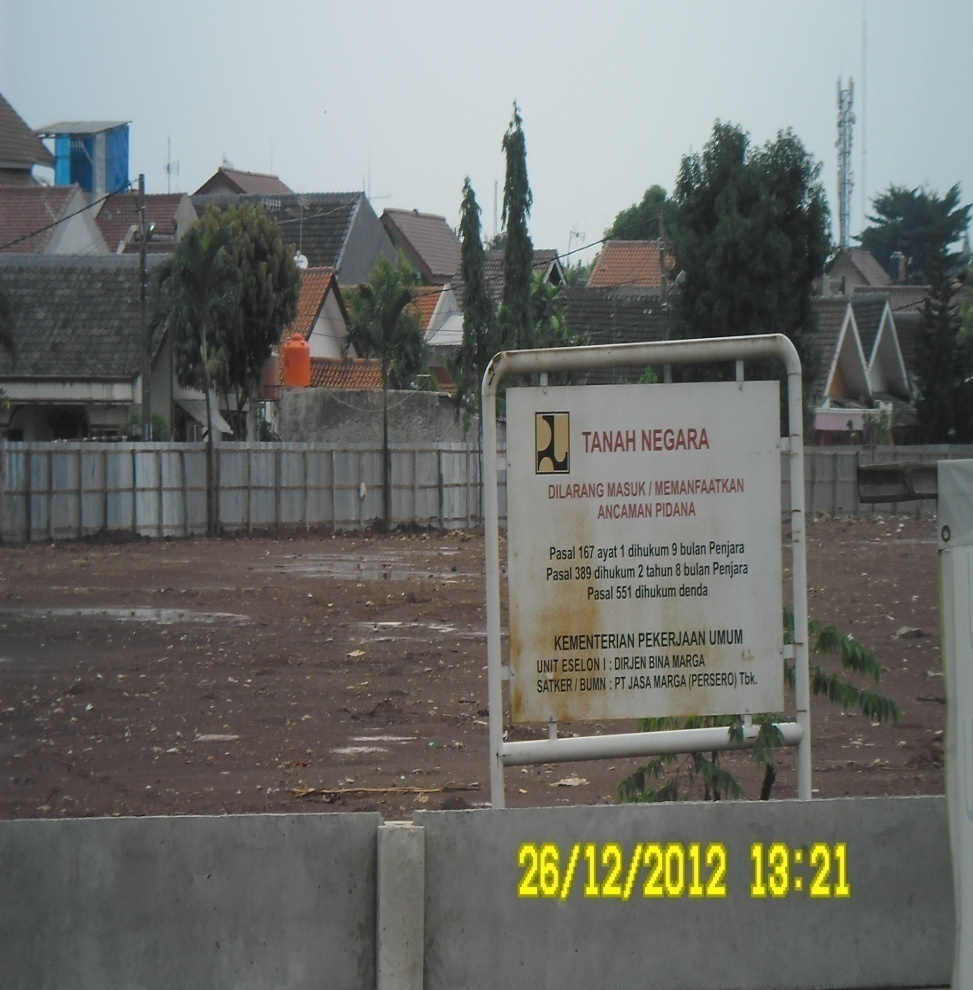 TANAH NEGARA
DILARANG MASUK / MEMANFAATKAN
ANCAMAN PIDANA
Pasal 167 ayat 1 dihukum 9 bulan Penjara
Pasal 389 dihukum 2 tahun 8 bulan Penjara
Pasal 551 dihukum denda
KEMENTERIAN PEKERJAAN UMUM
UNIT ESELON I : DIRJEN BINA MARGA
SATKER / BUMN : PT JASA MARGA (PERSERO) Tbk.
26/12/2012 13:21